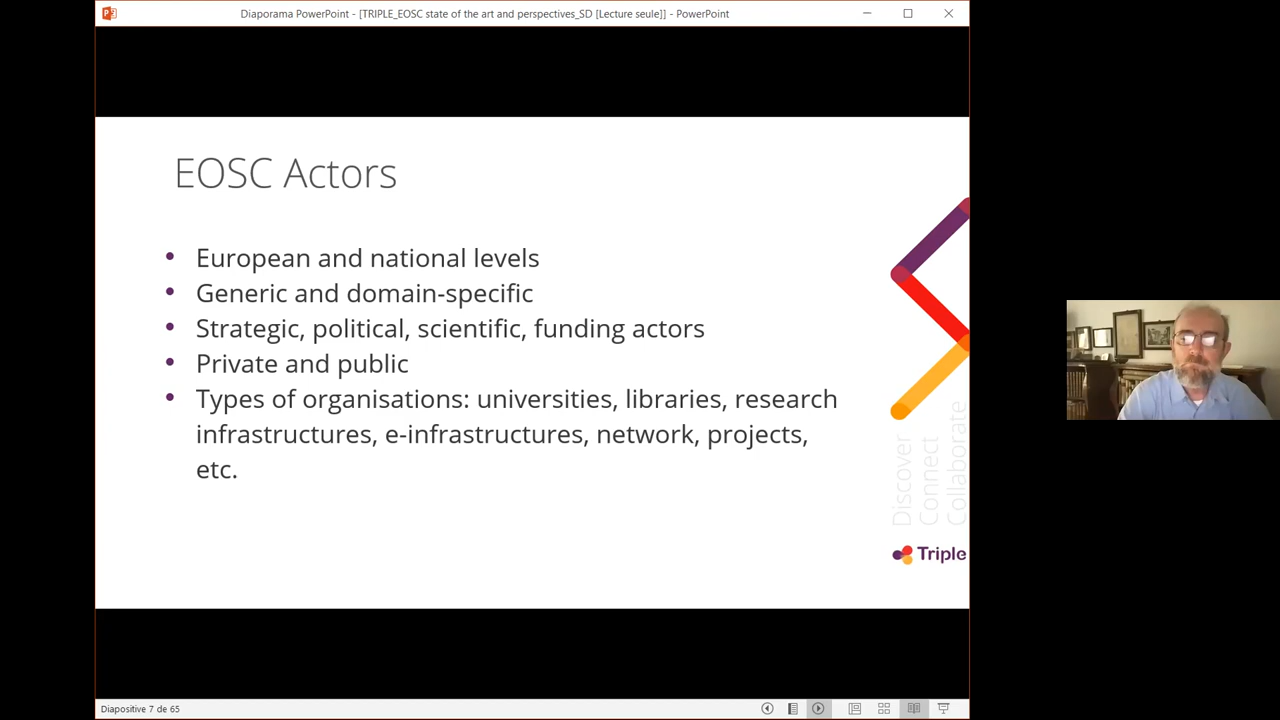 Diaporama PowerPoint - [TRIPLE_EOSC state of the art and perspectives_SD [Lecture seule]] - PowerPoint
EOSC Actors
• European and national levels
• Generic and domain-specific
• Strategic, political, scientific, funding actors
• Private and public
• Types of organisations: universities, libraries, research
infrastructures, e-infrastructures, network, projects,
etc.
Discover
Connect
Collaborate
Triple
Diapositive 7 de 65